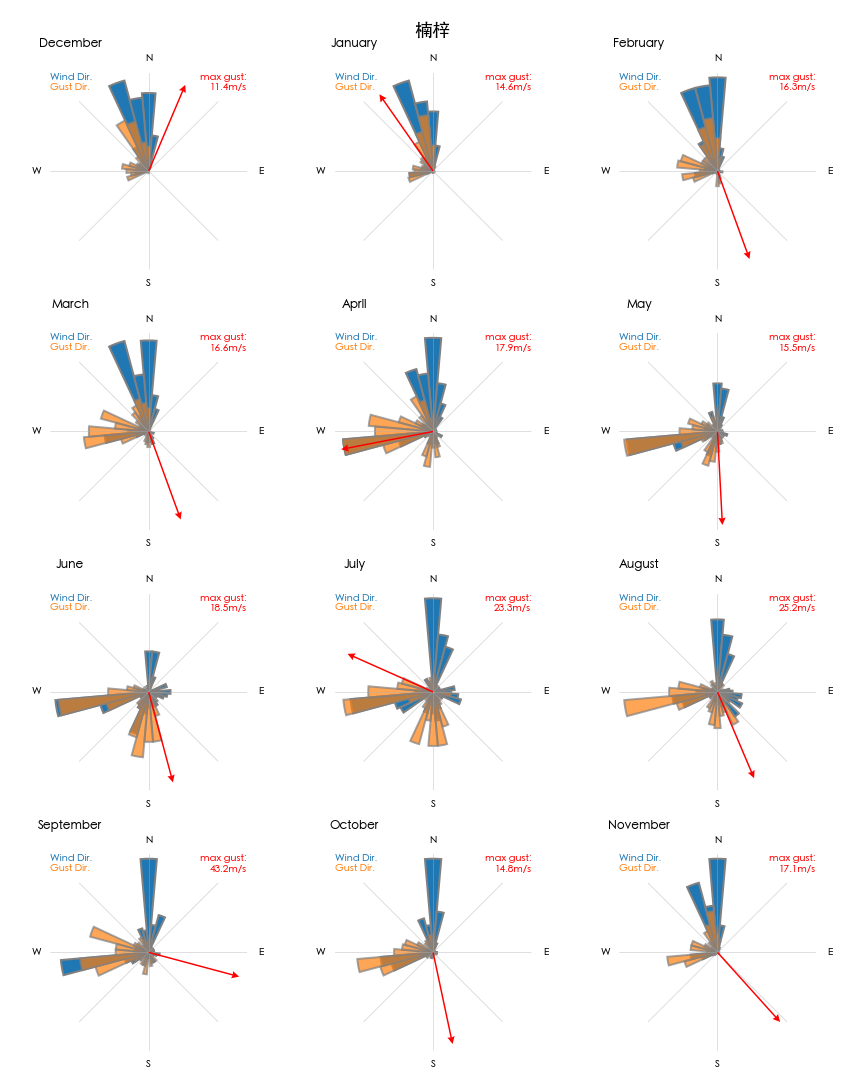 楠梓
December
N
Wind Dir.
Gust Dir.
max gust:
11.4m/s
W
E
S
January
N
Wind Dir.
Gust Dir.
max gust:
14.6m/s
W
E
S
February
N
Wind Dir.
Gust Dir.
max gust:
16.3m/s
W
E
S
March
N
Wind Dir.
Gust Dir.
max gust:
16.6m/s
W
E
S
April
N
Wind Dir.
Gust Dir.
max gust:
17.9m/s
W
E
S
May
N
Wind Dir.
Gust Dir.
max gust:
15.5m/s
W
E
S
June
N
Wind Dir.
Gust Dir.
max gust:
18.5m/s
W
E
S
July
N
Wind Dir.
Gust Dir.
max gust:
23.3m/s
W
E
S
August
N
Wind Dir.
Gust Dir.
max gust:
25.2m/s
W
E
S
September
N
Wind Dir.
Gust Dir.
max gust:
43.2m/s
W
E
S
October
N
Wind Dir.
Gust Dir.
max gust:
14.8m/s
W
E
S
November
N
Wind Dir.
Gust Dir.
max gust:
17.1m/s
W
E
S